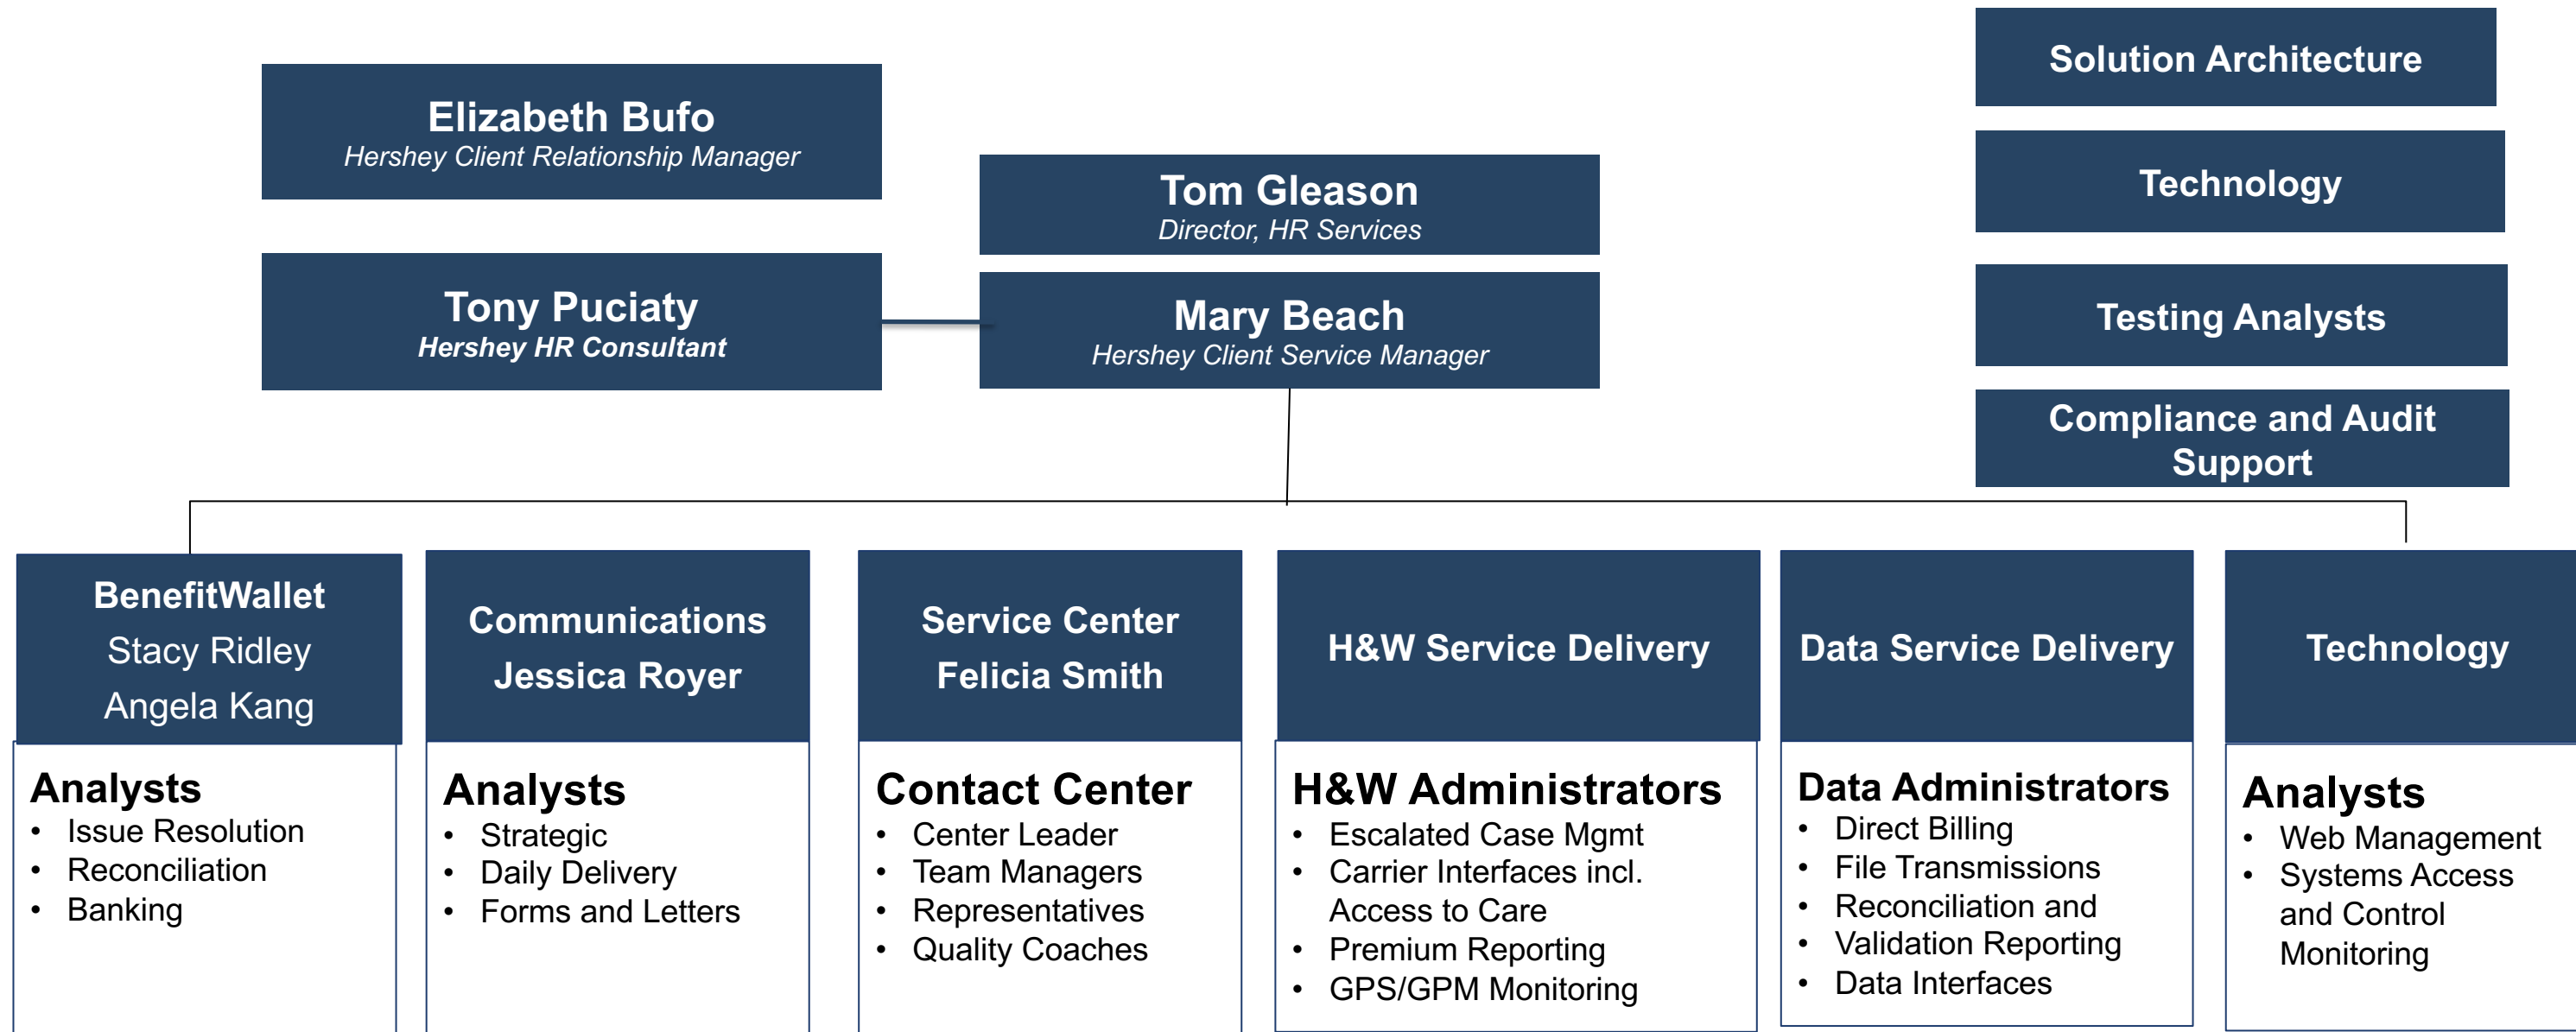 Elizabeth Bufo
Hershey Client Relationship Manager
Tony Puciaty
Hershey HR Consultant
Tom Gleason
Director, HR Services
Mary Beach
Hershey Client Service Manager
Solution Architecture
Technology
Testing Analysts
Compliance and Audit
Support
BenefitWallet
Stacy Ridley
Angela Kang
Analysts
• Issue Resolution
• Reconciliation
• Banking
Communications
Jessica Royer
Analysts
• Strategic
• Daily Delivery
• Forms and Letters
Service Center
Felicia Smith
Contact Center
• Center Leader
• Team Managers
• Representatives
• Quality Coaches
H&W Service Delivery
H&W Administrators
• Escalated Case Mgmt
• Carrier Interfaces incl.
Access to Care
• Premium Reporting
• GPS/GPM Monitoring
Data Service Delivery
Data Administrators
• Direct Billing
• File Transmissions
• Reconciliation and
• Validation Reporting
• Data Interfaces
Technology
Analysts
• Web Management
• Systems Access
and Control
Monitoring